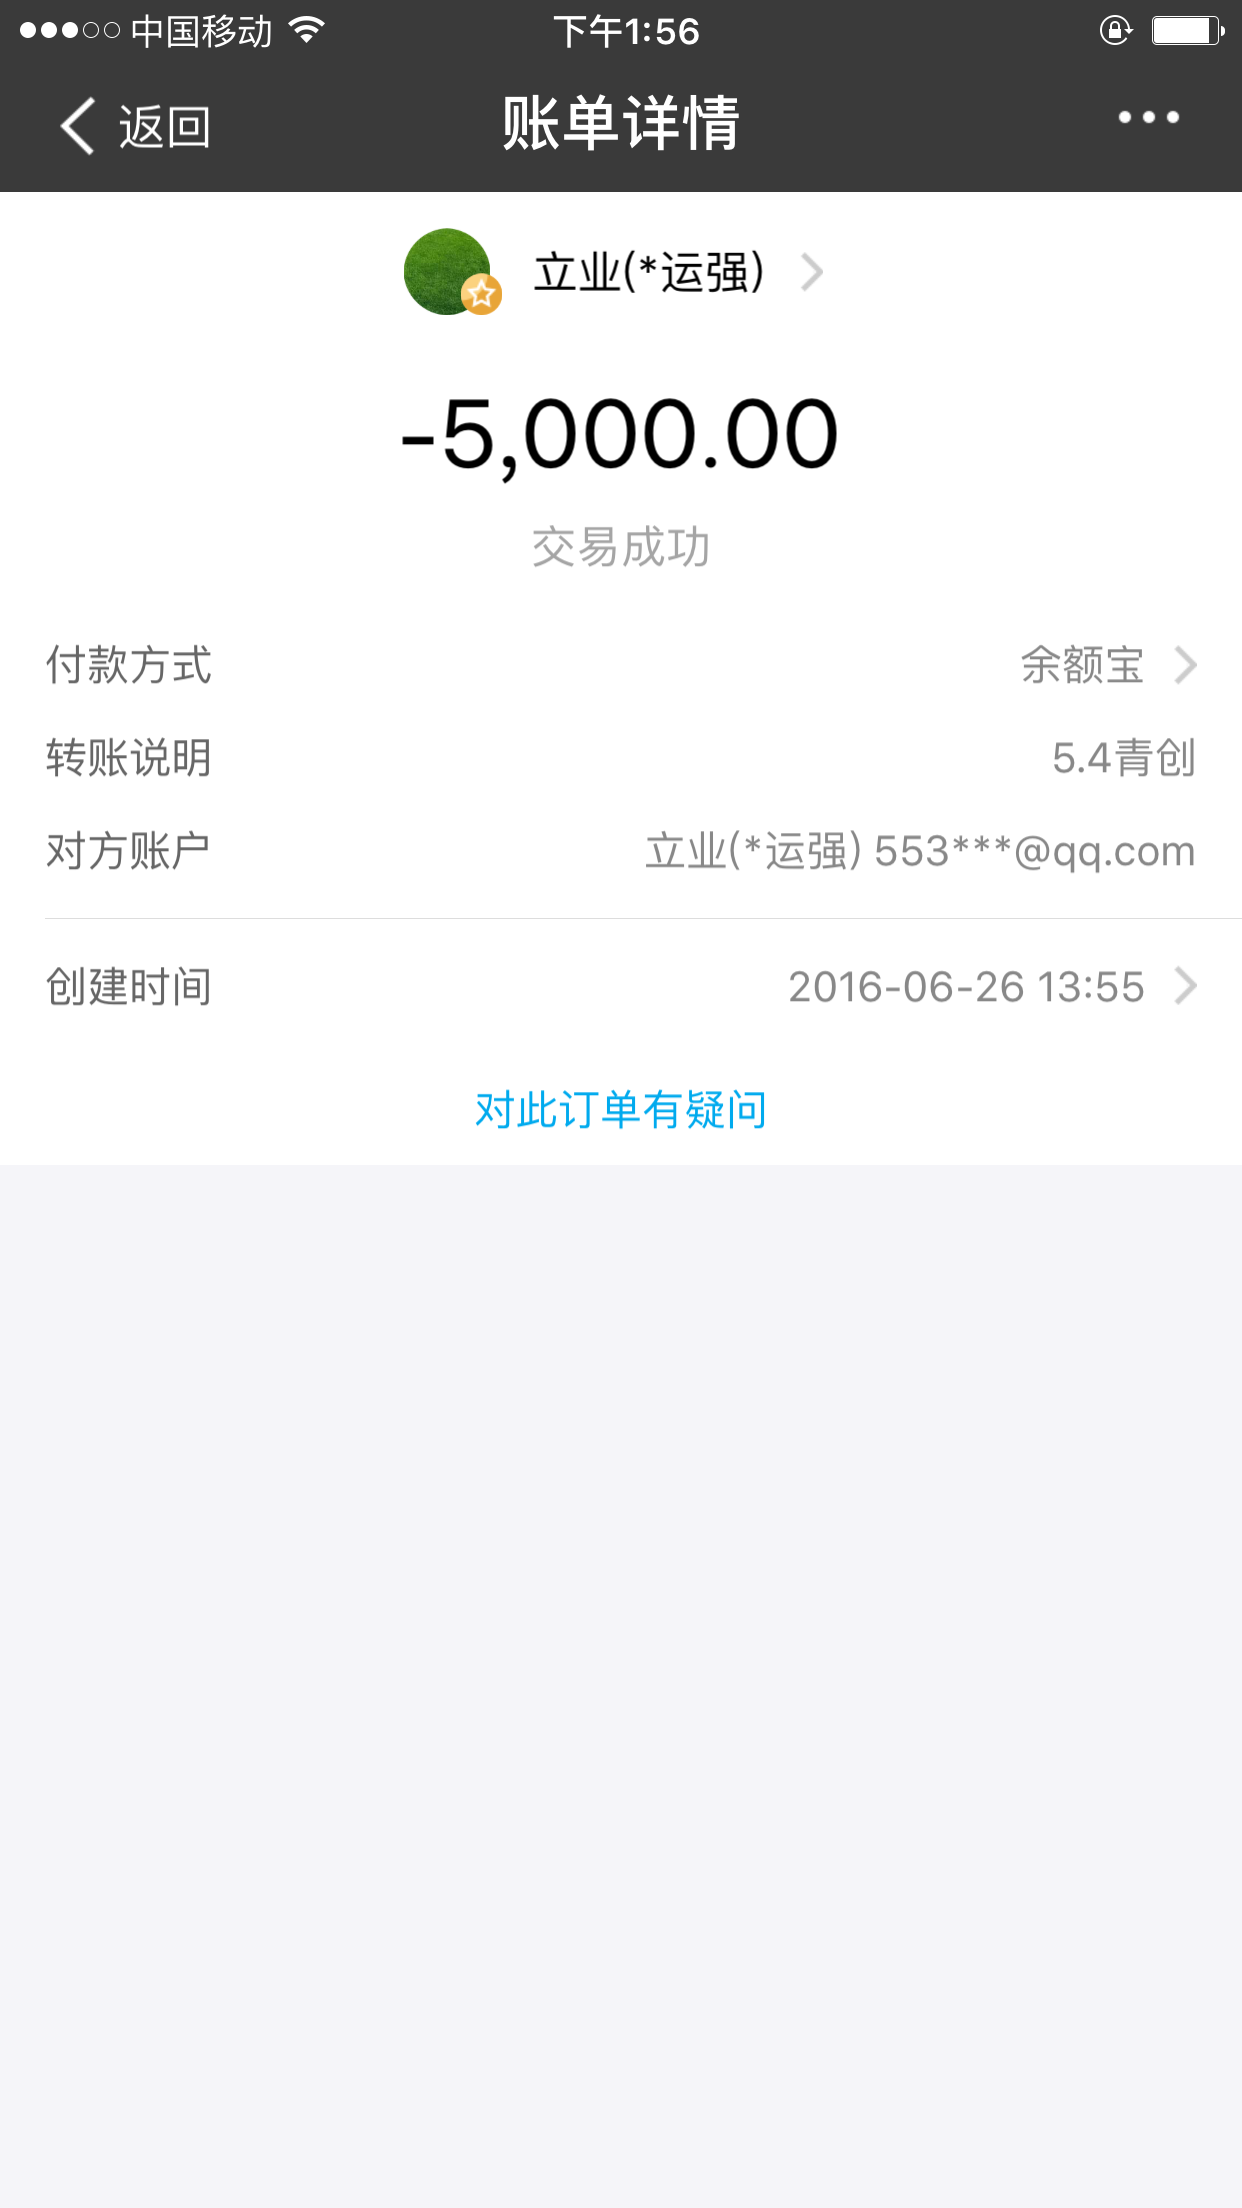 中国移动
下午1:56
返回
账单详情
立业(*运强)
-5,000.00
交易成功
付款方式
余额宝
转账说明
5.4青创
对方账户
立业(*运强) 553***@qq.com
创建时间
2016-06-26 13:55
对此订单有疑问